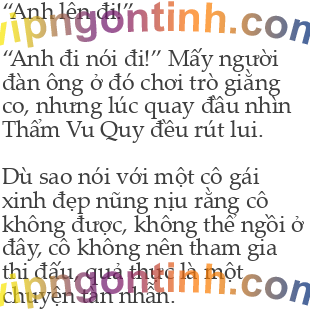 “Anh lên đi!”
vipngontinh.com
“Anh đi nói đi!” Mấy người
đàn ông ở đó chơi trò giằng
co, nhưng lúc quay đầu nhìn
Thẩm Vu Quy đều rút lui.
Dù sao nói với một cô gái
xinh đẹp nũng nịu rằng cô
không được, không thể ngồi ở
đây, cô không nên tham gia
thi đấu, quả thực là một
vipngontinh.com
chuyện tàn nhẫn.